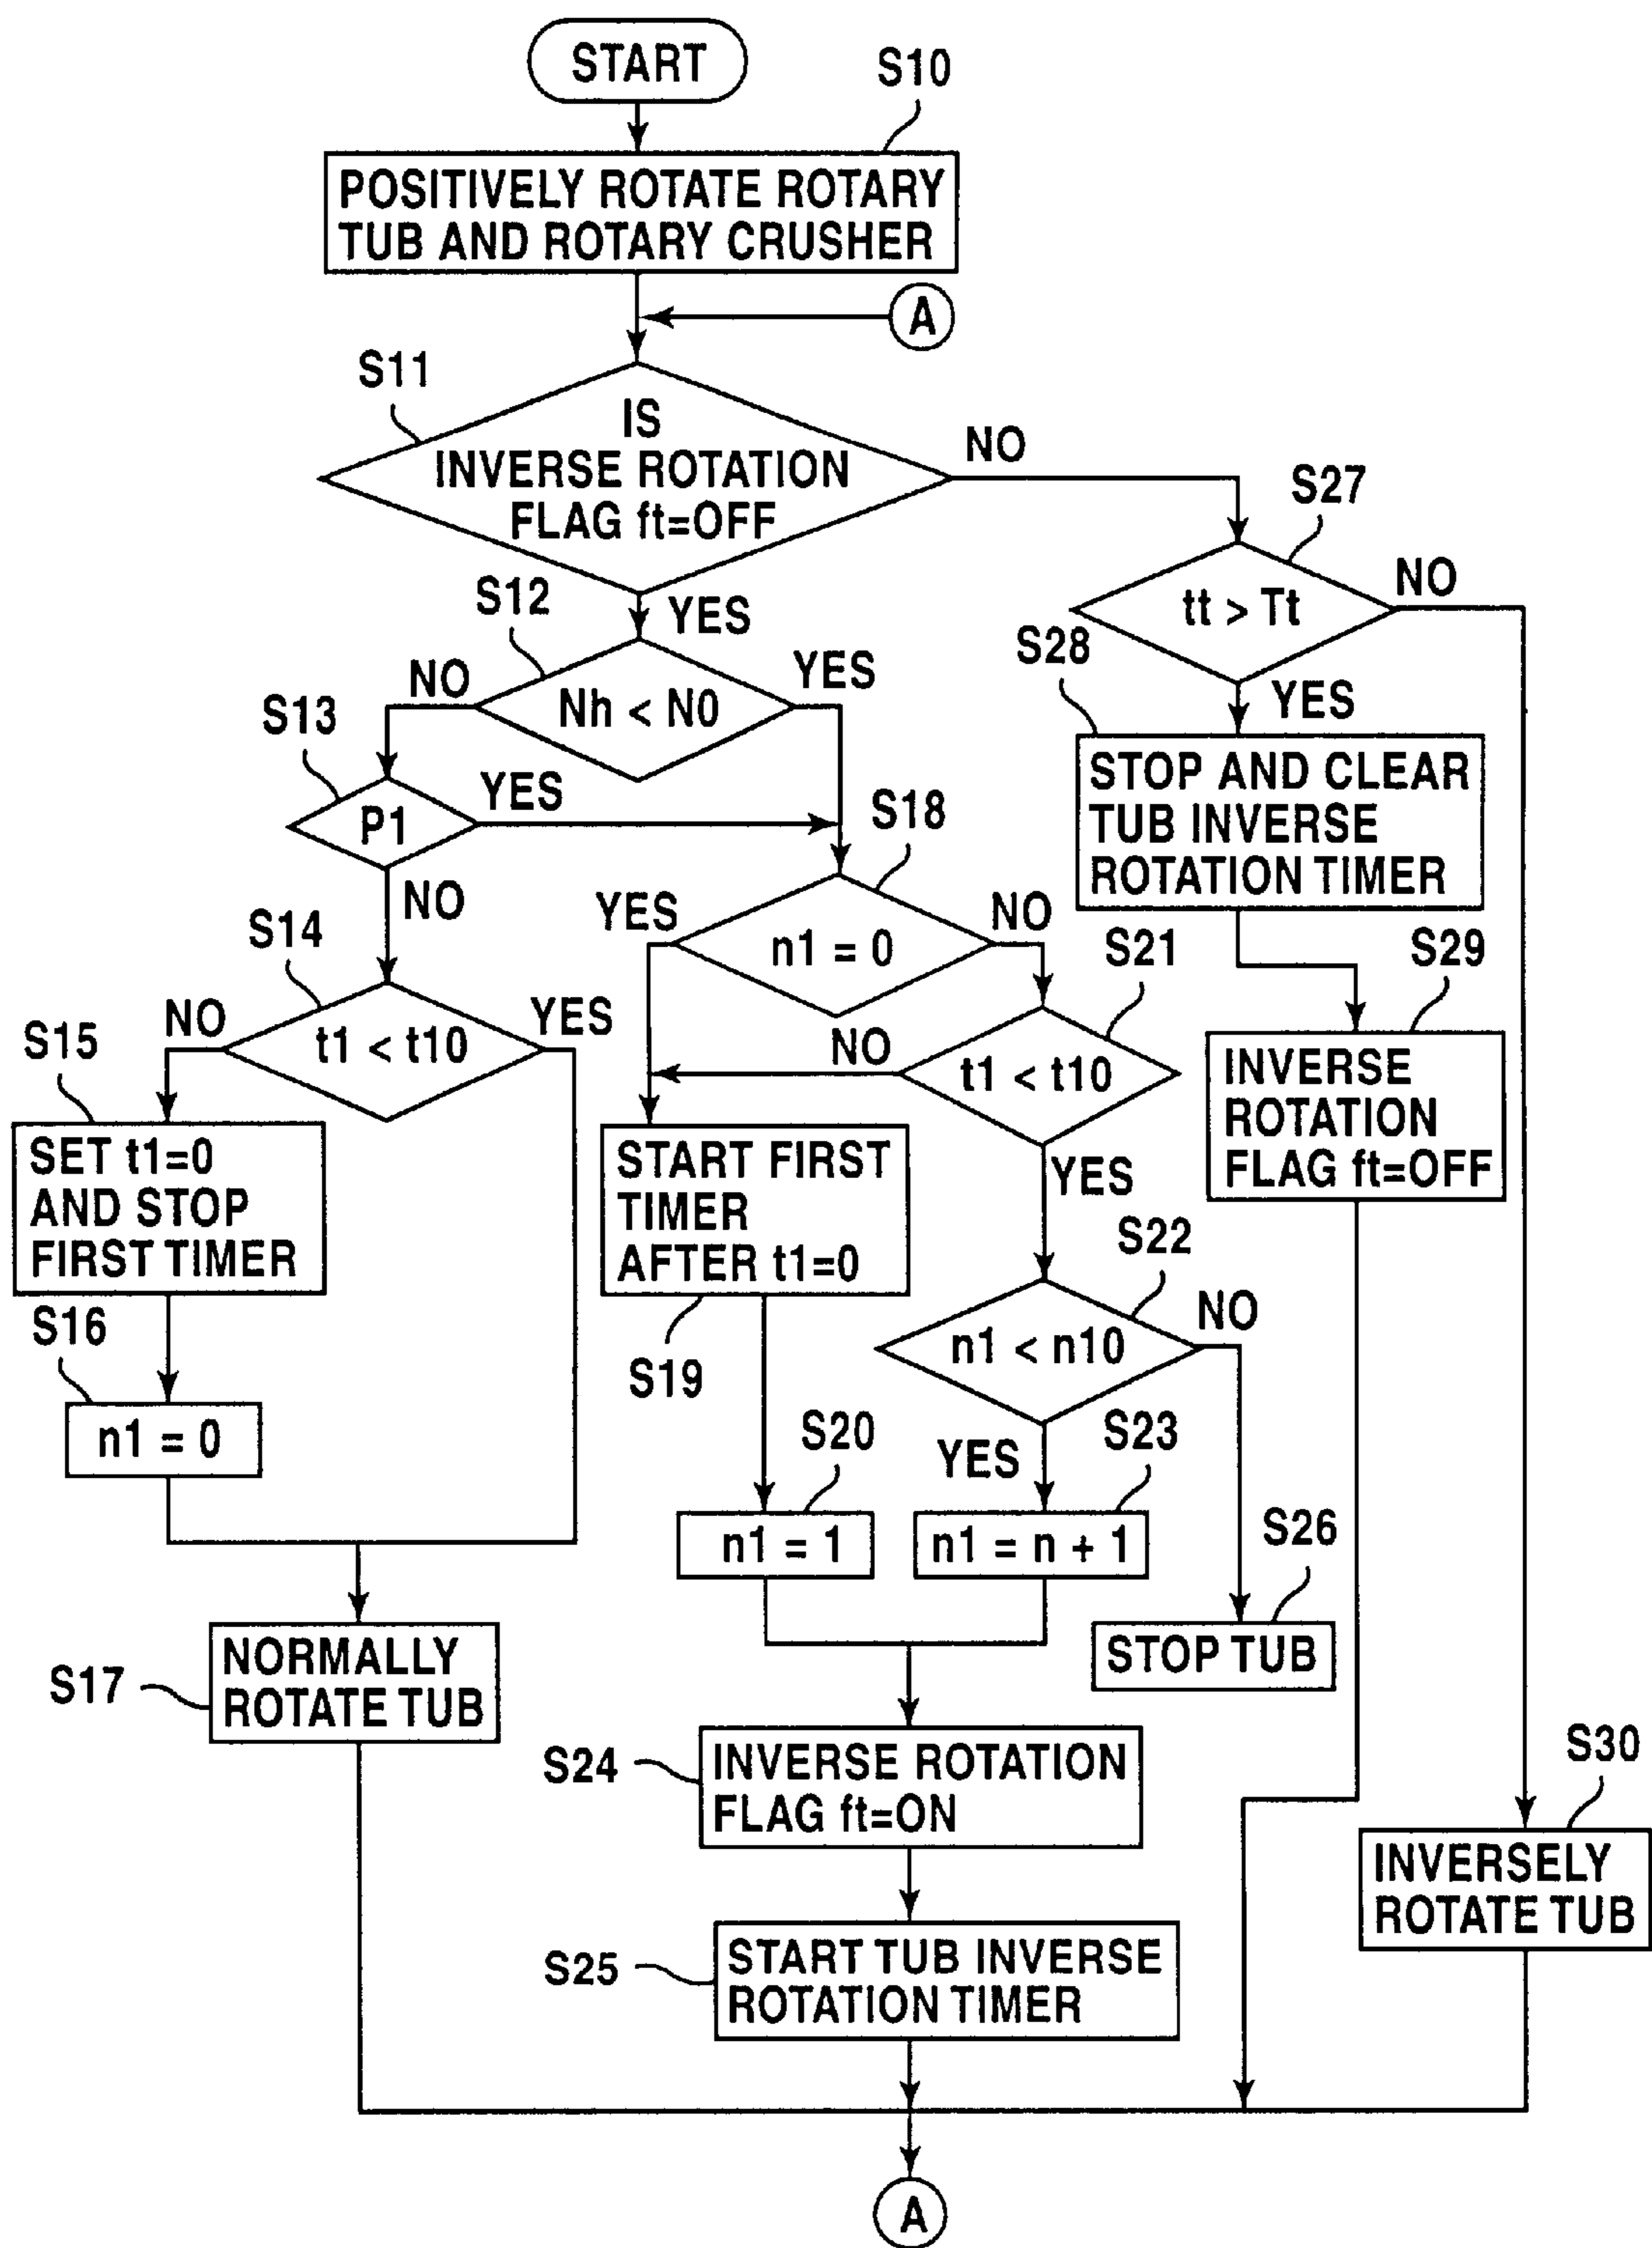 START
S10
POSITIVELY ROTATE ROTARY
TUB AND ROTARY CRUSHER
A
S11
IS
INVERSE ROTATION
FLAG ft=OFF
NO
YES
S27
tt > Tt
NO
YES
S12
Nh < N0
NO
YES
S13
P1
YES
NO
S28
STOP AND CLEAR
TUB INVERSE
ROTATION TIMER
S18
n1 = 0
YES
NO
S14
t1 < t10
NO
YES
S21
t1 < t10
NO
YES
S29
INVERSE
ROTATION
FLAG ft=OFF
S15
SET t1=0
AND STOP
FIRST TIMER
START FIRST
TIMER
AFTER t1=0
S19
S22
n1 < n10
NO
YES
S16
n1 = 0
S20
n1 = 1
S23
n1 = n + 1
S26
STOP TUB
S17
NORMALLY
ROTATE TUB
S24
INVERSE ROTATION
FLAG ft=ON
S30
INVERSELY
ROTATE TUB
S25
START TUB INVERSE
ROTATION TIMER
A